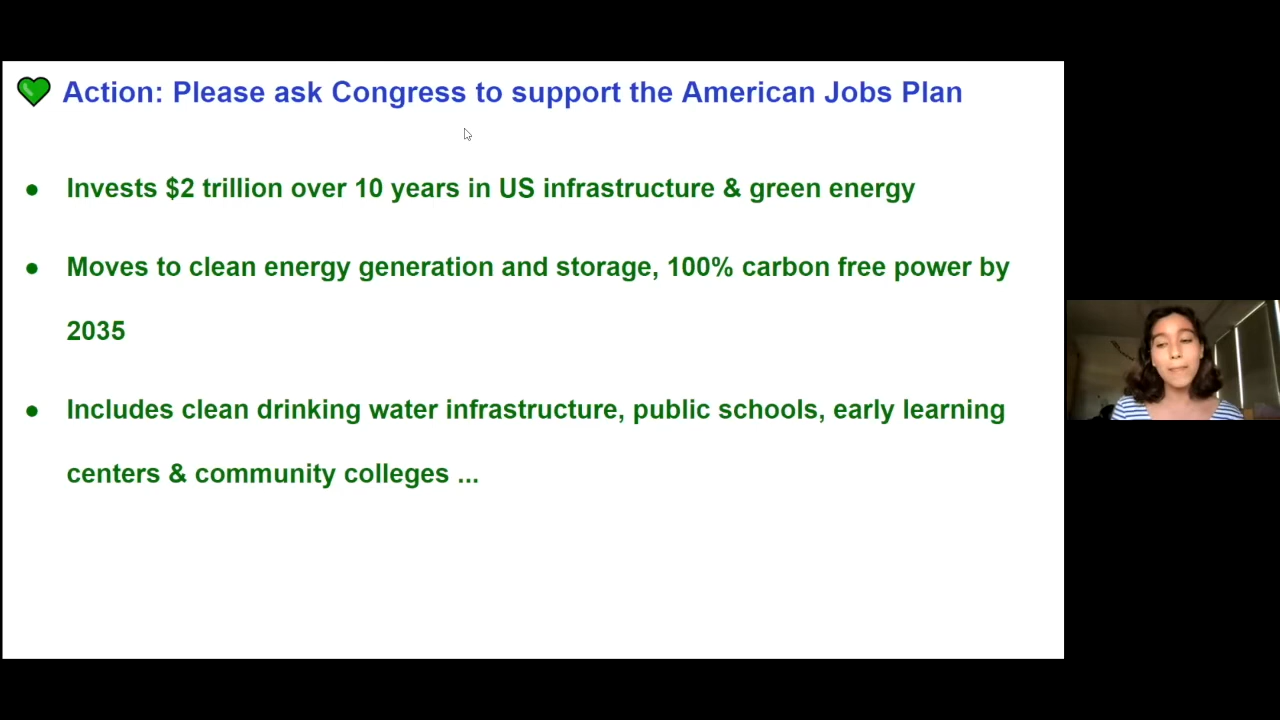 Action: Please ask Congress to support the American Jobs Plan
● Invests $2 trillion over 10 years in US infrastructure & green energy
● Moves to clean energy generation and storage, 100% carbon free power by
2035
● Includes clean drinking water infrastructure, public schools, early learning
centers & community colleges ...